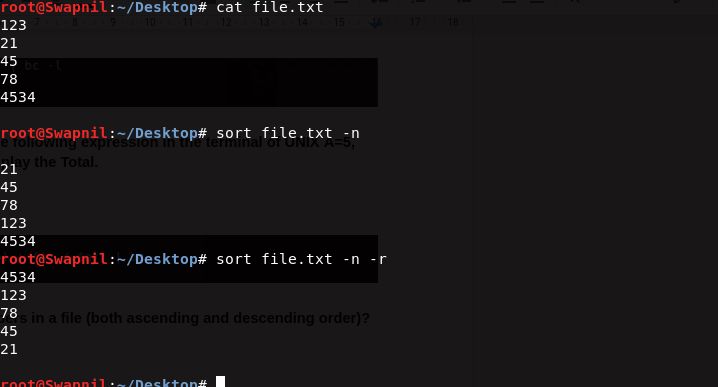 root@Swapnil:~/Desktop# cat file.txt
7 8 9 10 11 12 13 14 15 16 17 18
123
21
45
bc -l
78
4534
root@Swapnil:~/Desktop# sort file.txt -n
e following expression in the terminal of UNIX A=5,
play the Total.
21
45
78
123
4534
root@Swapnil:~/Desktop# sort file.txt -n -r
4534
123
78
in a file (both ascending and descending order)?
45
21
root@Swapnil:~/Desktop#